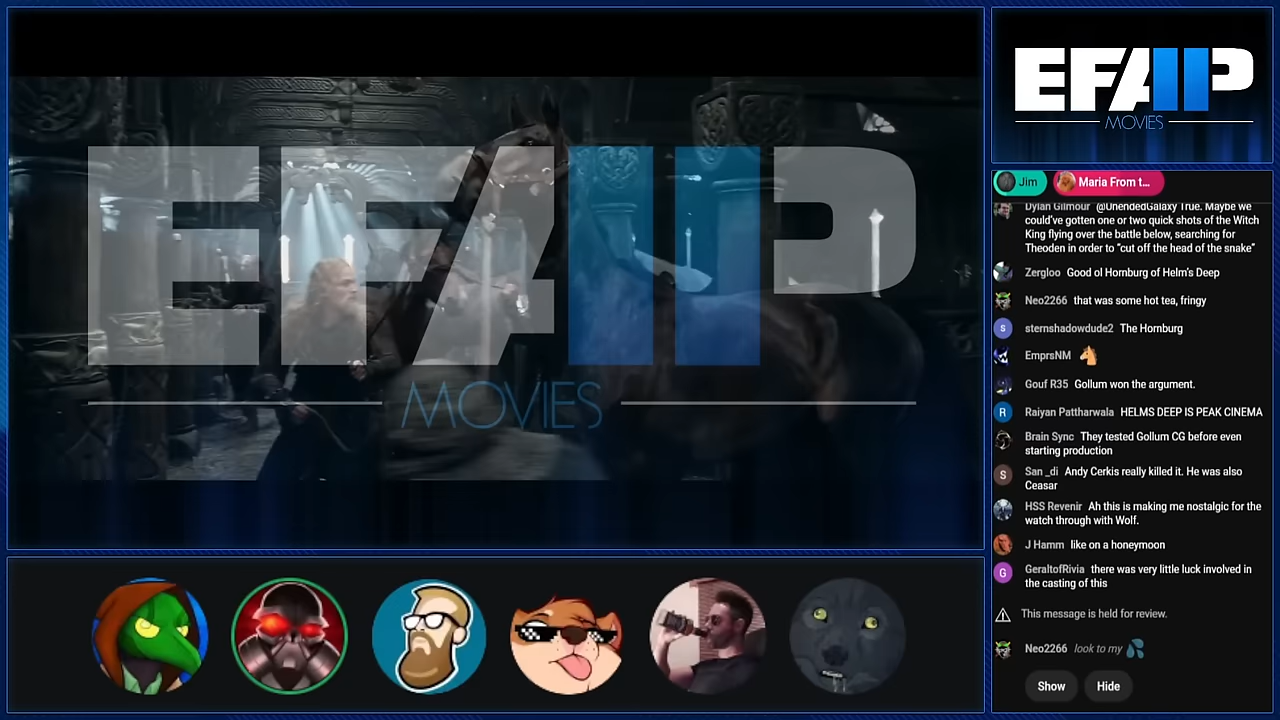 EFAP
MOVIES
EFAP
MOVIES
Jim
Maria From t...
Dylan Gilmour @UnendedGalaxy True. Maybe we
could've gotten one or two quick shots of the Witch
King flying over the battle below, searching for
Theoden in order to "cut off the head of the snake"
Zergloo Good ol Hornburg of Helm's Deep
Neo2266 that was some hot tea, fringy
S
sternshadowdude2 The Hornburg
EmprsNM
Gouf R35 Gollum won the argument.
R
Raiyan Pattharwala HELMS DEEP IS PEAK CINEMA
Brain Sync They tested Gollum CG before even
starting production
S
San _di Andy Cerkis really killed it. He was also
Ceasar
HSS Revenir Ah this is making me nostalgic for the
watch through with Wolf.
J Hamm like on a honeymoon
G
GeraltofRivia there was very little luck involved in
the casting of this
This message is held for review.
Neo2266 look to my
Show
Hide